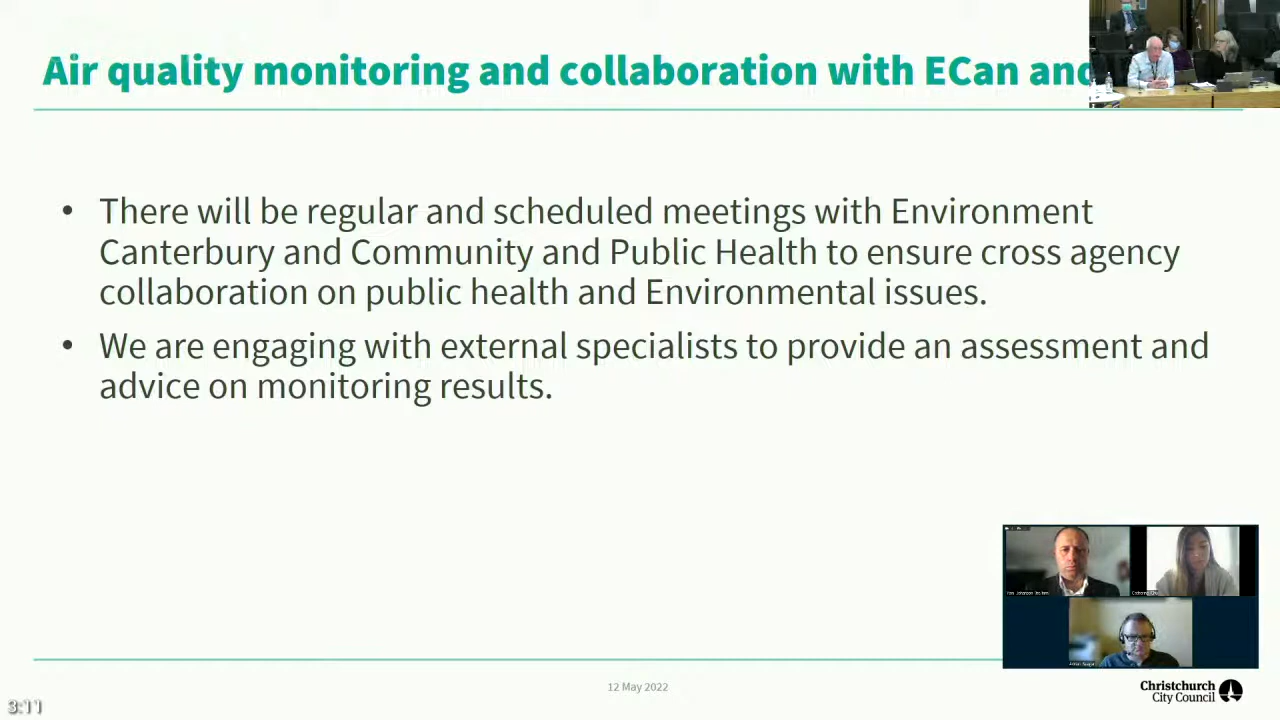 Air quality monitoring and collaboration with ECan and
• There will be regular and scheduled meetings with Environment
Canterbury and Community and Public Health to ensure cross agency
collaboration on public health and Environmental issues.
• We are engaging with external specialists to provide an assessment and
advice on monitoring results.
12 May 2022
Christchurch
City Council
3:11